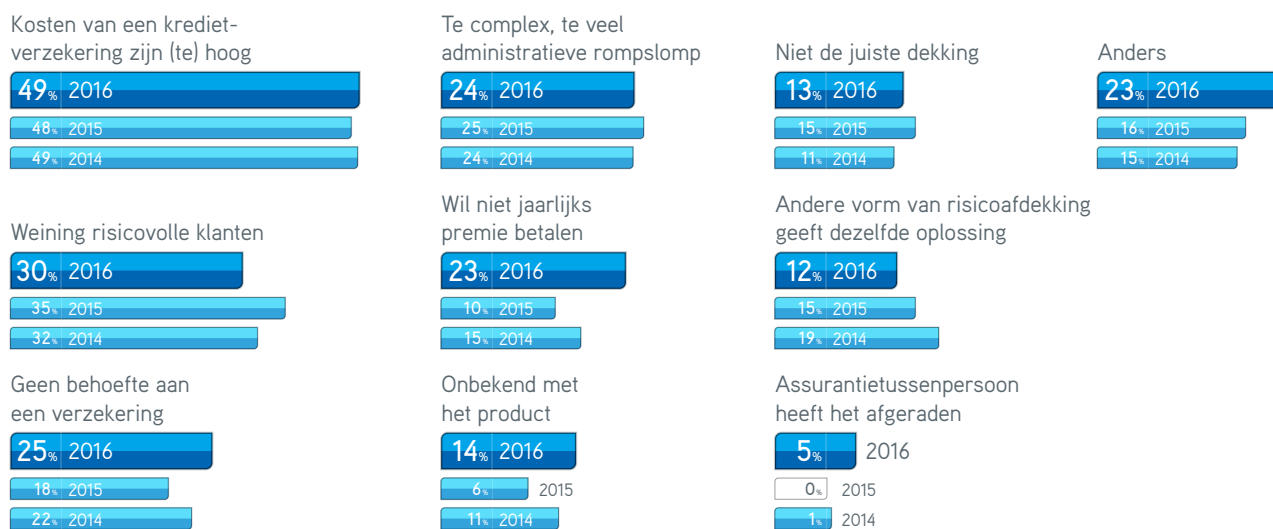 Kosten van een krediet-
verzekering zijn (te) hoog
49% 2016
48% 2015
49% 2014
Te complex, te veel
administratieve rompslomp
24% 2016
25% 2015
24% 2014
Niet de juiste dekking
13% 2016
15% 2015
11% 2014
Anders
23% 2016
16% 2015
15% 2014
Weining risicovolle klanten
30% 2016
35% 2015
32% 2014
Wil niet jaarlijks
premie betalen
23% 2016
10% 2015
15% 2014
Andere vorm van risicoafdekking
geeft dezelfde oplossing
12% 2016
15% 2015
19% 2014
Geen behoefte aan
een verzekering
25% 2016
18% 2015
22% 2014
Onbekend met
het product
14% 2016
6% 2015
11% 2014
Assurantietussenpersoon
heeft het afgeraden
5% 2016
0% 2015
1% 2014